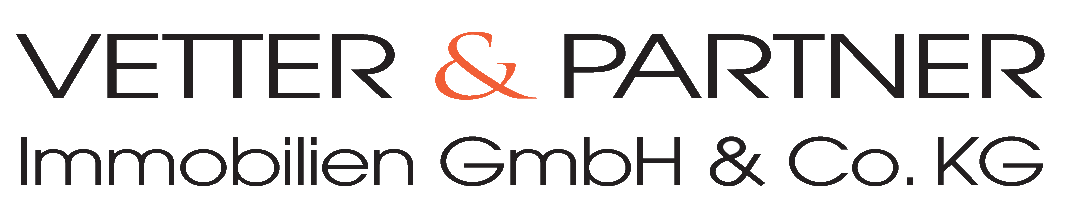 VETTER & PARTNER
Immobilien GmbH & Co. KG